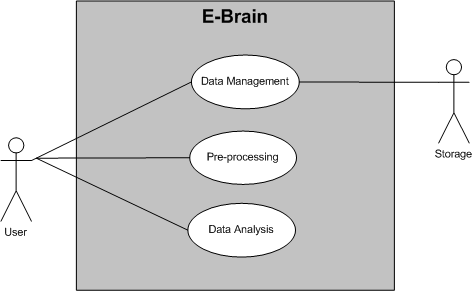 E-Brain
Data Management
Pre-processing
Data Analysis
User
Storage